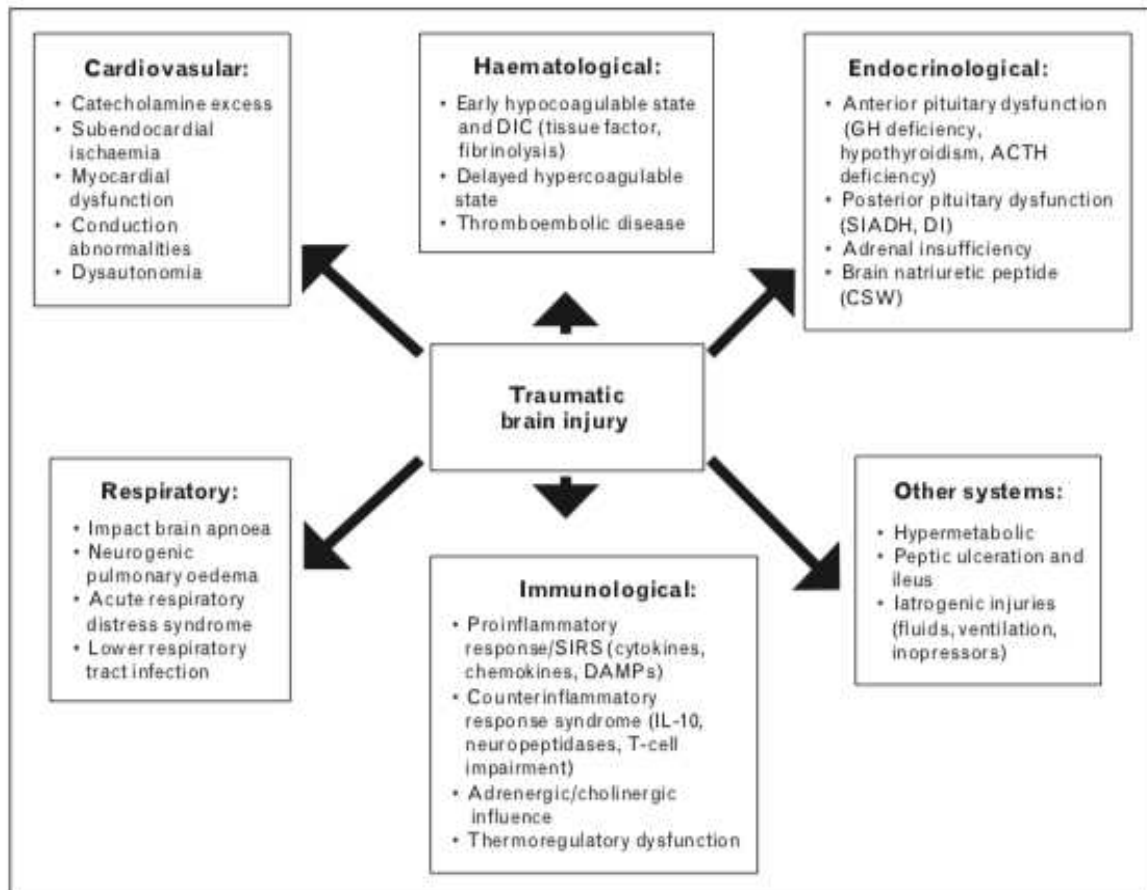 Cardiovasular:
• Catecholamine excess
• Subendocardial
ischaemia
• Myocardial
dysfunction
• Conduction
abnormalities
• Dysautonomia
Haematological:
• Early hypocoagulable state
and DIC (tissue factor,
fibrinolysis)
• Delayed hypercoagulable
state
• Thromboembolic disease
Endocrinological:
• Anterior pituitary dysfunction
(GH deficiency,
hypothyroidism, ACTH
deficiency)
• Posterior pituitary dysfunction
(SIADH, DI)
• Adrenal insufficiency
• Brain natriuretic peptide
(CSW)
Traumatic
brain injury
Respiratory:
• Impact brain apnoea
• Neurogenic
pulmonary oedema
• Acute respiratory
distress syndrome
• Lower respiratory
tract infection
Immunological:
• Proinflammatory
response/SIRS (cytokines,
chemokines, DAMPs)
• Counterinflammatory
response syndrome (IL-10,
neuropeptidases, T-cell
impairment)
• Adrenergic/cholinergic
influence
• Thermoregulatory dysfunction
Other systems:
• Hypermetabolic
• Peptic ulceration and
ileus
• Iatrogenic injuries
(fluids, ventilation,
inopressors)